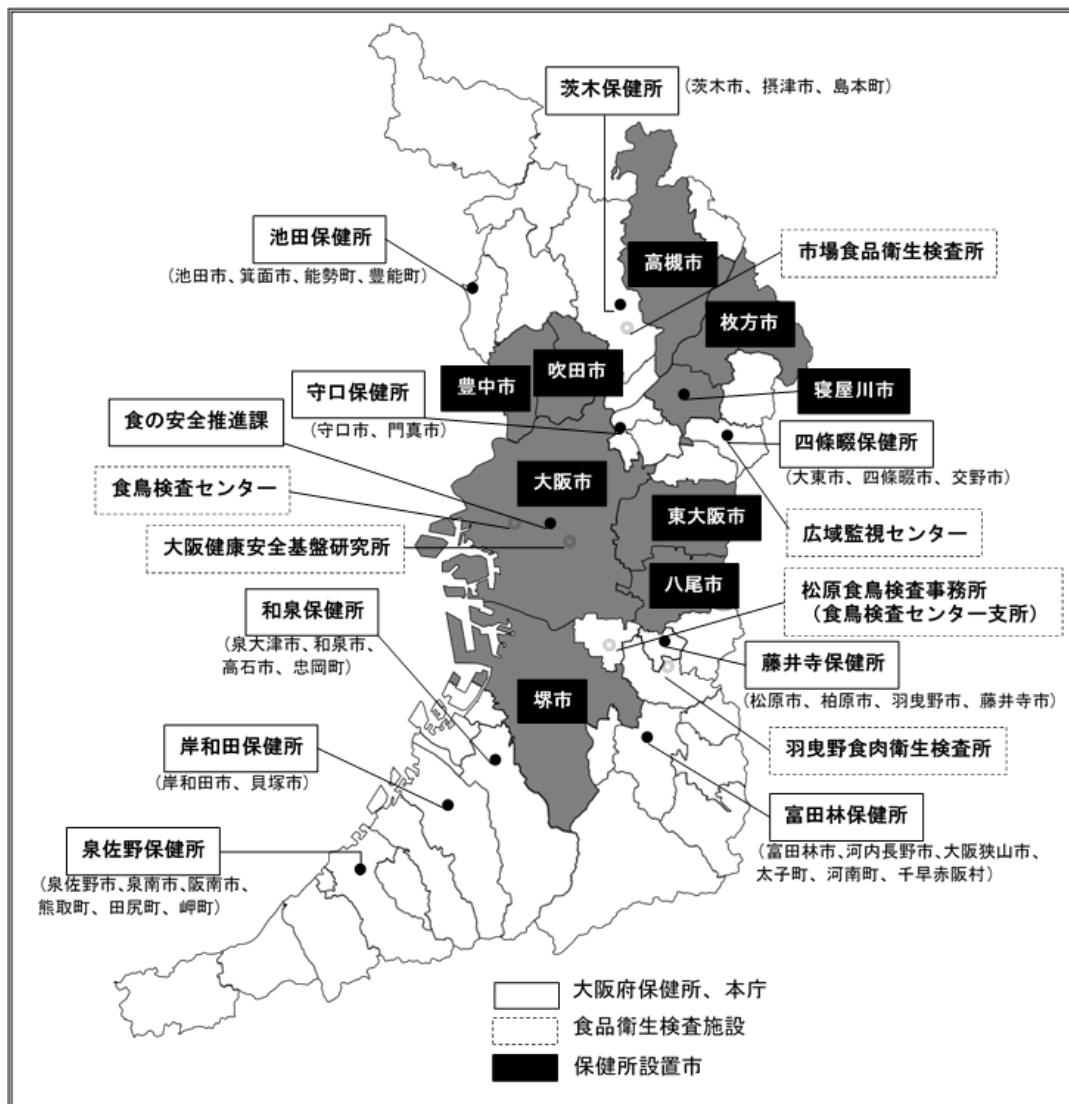 茨木保健所
(茨木市、摂津市、島本町)
池田保健所
(池田市、箕面市、能勢町、豊能町)
高槻市
市場食品衛生検査所
枚方市
吹田市
豊中市
守口保健所
(守口市、門真市)
寝屋川市
食の安全推進課
四條畷保健所
(大東市、四條畷市、交野市)
食鳥検査センター
大阪市
東大阪市
広域監視センター
大阪健康安全基盤研究所
八尾市
松原食鳥検査事務所
(食鳥検査センター支所)
和泉保健所
(泉大津市、和泉市、
高石市、忠岡町)
藤井寺保健所
(松原市、柏原市、羽曳野市、藤井寺市)
堺市
羽曳野食肉衛生検査所
岸和田保健所
(岸和田市、貝塚市)
富田林保健所
(富田林市、河内長野市、大阪狭山市、
太子町、河南町、千早赤阪村)
泉佐野保健所
(泉佐野市、泉南市、阪南市、
熊取町、田尻町、岬町)
大阪府保健所、本庁
食品衛生検査施設
保健所設置市